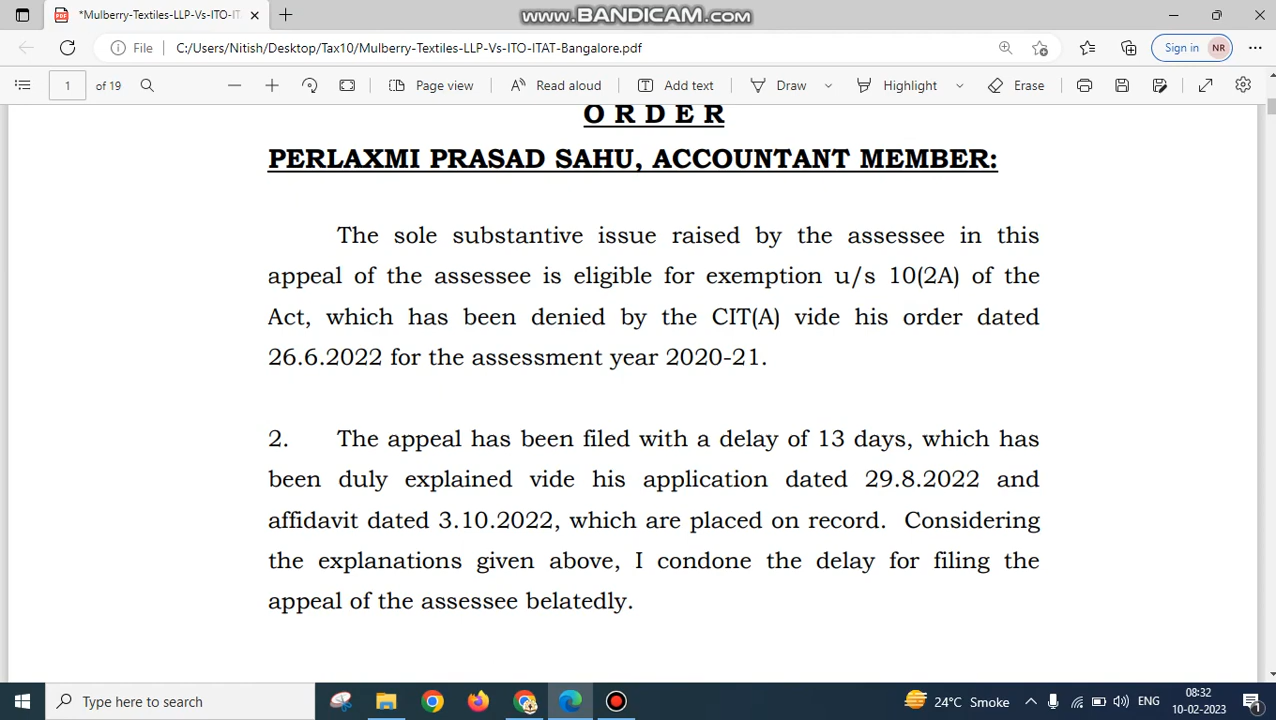 *Mulberry-Textiles-LLP-Vs-ITO-IT
www.BANDICAM.com
File
C:/Users/Nitish/Desktop/Tax10/Mulberry-Textiles-LLP-Vs-ITO-ITAT-Bangalore.pdf
Sign in
NR
1
of 19
Page view
Read aloud
Add text
Draw
Highlight
Erase
O R D E R
PERLAXMI PRASAD SAHU, ACCOUNTANT MEMBER:
The sole substantive issue raised by the assessee in this
appeal of the assessee is eligible for exemption u/s 10(2A) of the
Act, which has been denied by the CIT(A) vide his order dated
26.6.2022 for the assessment year 2020-21.
2. The appeal has been filed with a delay of 13 days, which has
been duly explained vide his application dated 29.8.2022 and
affidavit dated 3.10.2022, which are placed on record. Considering
the explanations given above, I condone the delay for filing the
appeal of the assessee belatedly.
Type here to search
24°C Smoke
ENG
08:32
10-02-2023
1